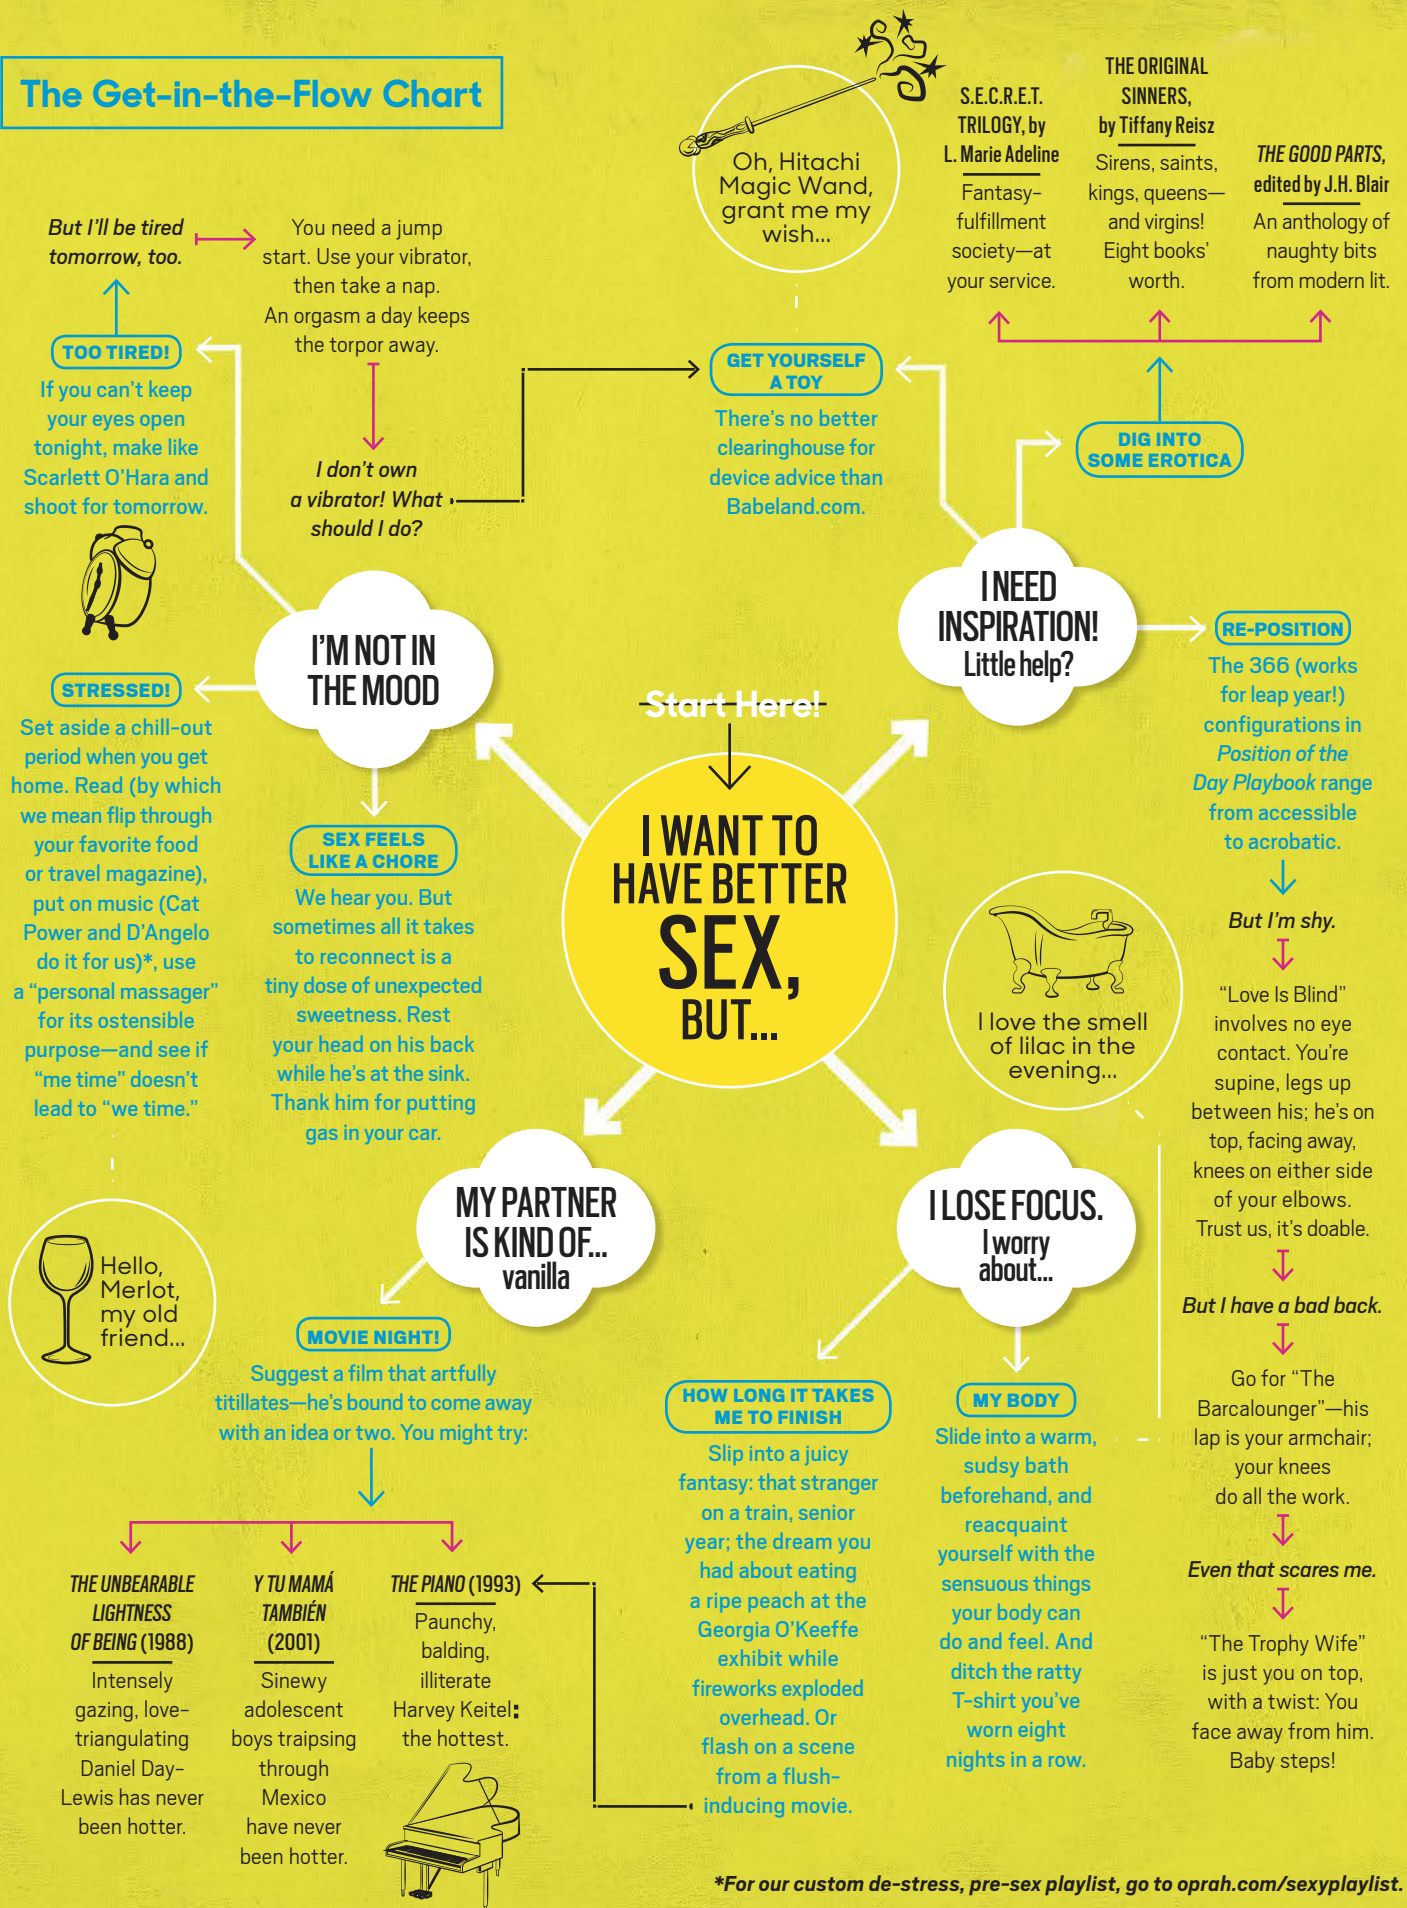 The Get-in-the-Flow Chart
But I'll be tired
tomorrow, too.
You need a jump
start. Use your vibrator,
then take a nap.
An orgasm a day keeps
the torpor away.
I don't own
a vibrator! What
should I do?
TOO TIRED!
If you can't keep
your eyes open
tonight, make like
Scarlett O'Hara and
shoot for tomorrow.
Oh, Hitachi
Magic Wand,
grant me my
wish...
GET YOURSELF
A TOY
There's no better
clearinghouse for
device advice than
Babeland.com.
S.E.C.R.E.T.
TRILOGY, by
L. Marie Adeline
Fantasy-
fulfillment
society—at
your service.
THE ORIGINAL
SINNERS,
by Tiffany Reisz
Sirens, saints,
kings, queens—
and virgins!
Eight books'
worth.
THE GOOD PARTS,
edited by J.H. Blair
An anthology of
naughty bits
from modern lit.
DIG INTO
SOME EROTICA
I NEED
INSPIRATION!
Little help?
I'M NOT IN
THE MOOD
STRESSED!
Set aside a chill-out
period when you get
home. Read (by which
we mean flip through
your favorite food
or travel magazine),
put on music (Cat
Power and D'Angelo
do it for us)*, use
a “personal massager”
for its ostensible
purpose—and see if
“me time” doesn't
lead to “we time.”
Hello,
Merlot,
my old
friend...
SEX FEELS
LIKE A CHORE
We hear you. But
sometimes all it takes
to reconnect is a
tiny dose of unexpected
sweetness. Rest
your head on his back
while he's at the sink.
Thank him for putting
gas in your car.
Start Here!
I WANT TO
HAVE BETTER
SEX,
BUT...
RE-POSITION
The 366 (works
for leap year!)
configurations in
Position of the
Day Playbook range
from accessible
to acrobatic.
But I'm shy.
“Love Is Blind”
involves no eye
contact. You're
supine, legs up
between his; he's on
top, facing away,
knees on either side
of your elbows.
Trust us, it's doable.
But I have a bad back.
Go for “The
Barcalounger”—his
lap is your armchair;
your knees
do all the work.
Even that scares me.
“The Trophy Wife”
is just you on top,
with a twist: You
face away from him.
Baby steps!
I love the smell
of lilac in the
evening...
MY PARTNER
IS KIND OF...
vanilla
MOVIE NIGHT!
Suggest a film that artfully
titillates—he's bound to come away
with an idea or two. You might try:
THE UNBEARABLE
LIGHTNESS
OF BEING (1988)
Intensely
gazing, love-
triangulating
Daniel Day-
Lewis has never
been hotter.
Y TU MAMÁ
TAMBIÉN
(2001)
Sinewy
adolescent
boys traipsing
through
Mexico
have never
been hotter.
THE PIANO (1993)
Paunchy,
balding,
illiterate
Harvey Keitel:
the hottest.
I LOSE FOCUS.
I worry
about...
HOW LONG IT TAKES
ME TO FINISH
Slip into a juicy
fantasy: that stranger
on a train, senior
year; the dream you
had about eating
a ripe peach at the
Georgia O'Keeffe
exhibit while
fireworks exploded
overhead. Or
flash on a scene
from a flush-
inducing movie.
MY BODY
Slide into a warm,
sudsy bath
beforehand, and
reacquaint
yourself with the
sensuous things
your body can
do and feel. And
ditch the ratty
T-shirt you've
worn eight
nights in a row.
*For our custom de-stress, pre-sex playlist, go to oprah.com/sexyplaylist.